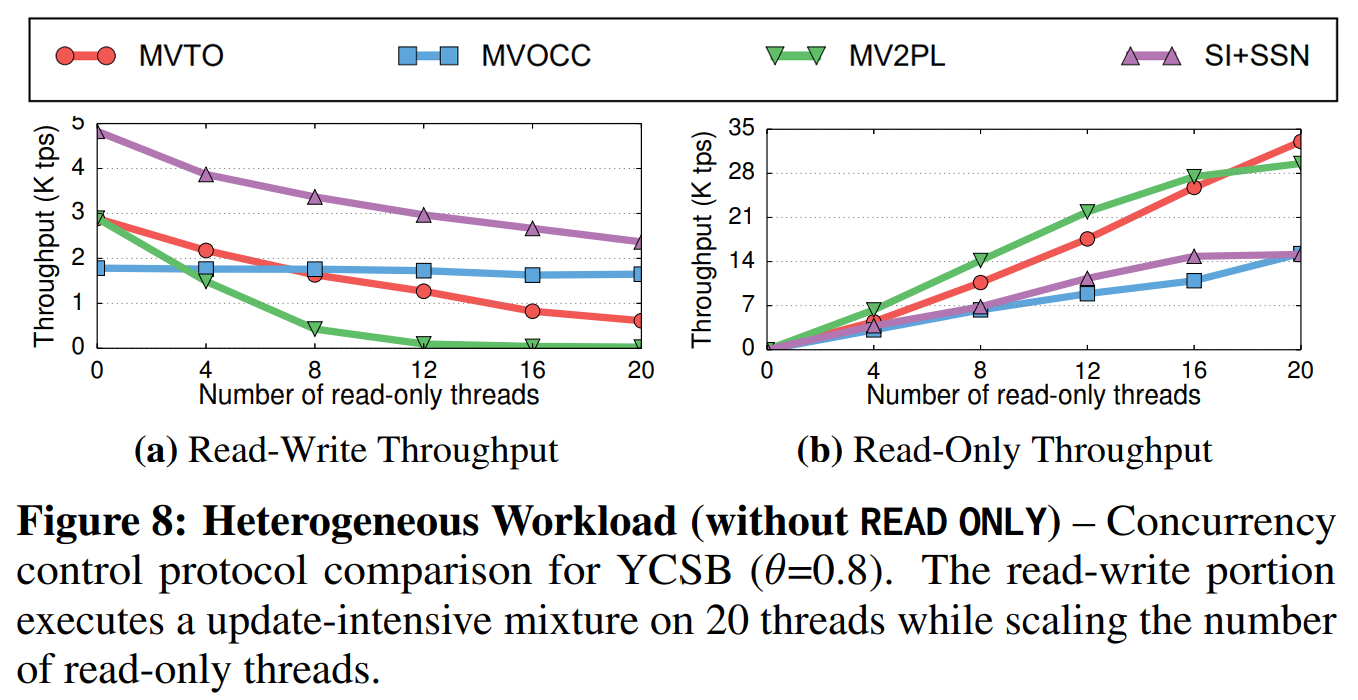 MVTO MVOCC MV2PL SI+SSN
Throughput (K tps)
5
4
3
2
1
0
0 4 8 12 16 20
Number of read-only threads
(a) Read-Write Throughput
Throughput (K tps)
35
28
21
14
7
0
0 4 8 12 16 20
Number of read-only threads
(b) Read-Only Throughput
Figure 8: Heterogeneous Workload (without READ ONLY) – Concurrency
control protocol comparison for YCSB (θ=0.8). The read-write portion
executes a update-intensive mixture on 20 threads while scaling the number
of read-only threads.